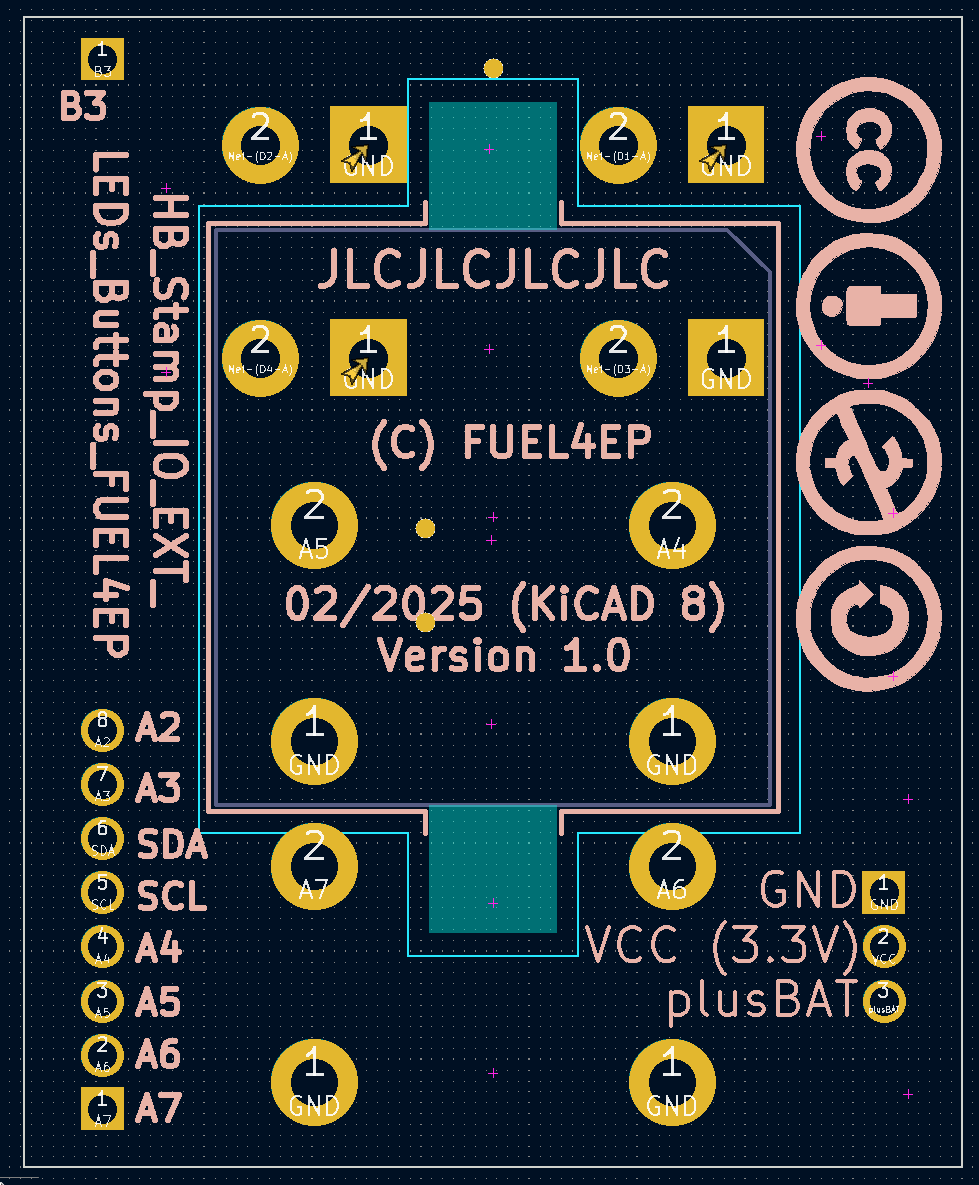 1
B3
B3
2
Net-(D2-A)
1
GND
2
Net-(D1-A)
1
GND
cc
LEDs_Buttons_FUEL4EP
HB_Stamp_IO_EXT_
JLCJLCJLCJLC
2
Net-(D4-A)
1
GND
2
Net-(D3-A)
1
GND
(C) FUEL4EP
2
A5
2
A4
02/2025 (KiCAD 8)
Version 1.0
1
GND
1
GND
8
A2
A2
7
A3
A3
6
SDA
SDA
5
SCL
SCL
4
A4
A4
3
A5
A5
2
A6
A6
1
A7
A7
2
A7
2
A6
GND
1
GND
VCC (3.3V)
2
VCC
plusBAT
3
plusBAT
1
GND
1
GND